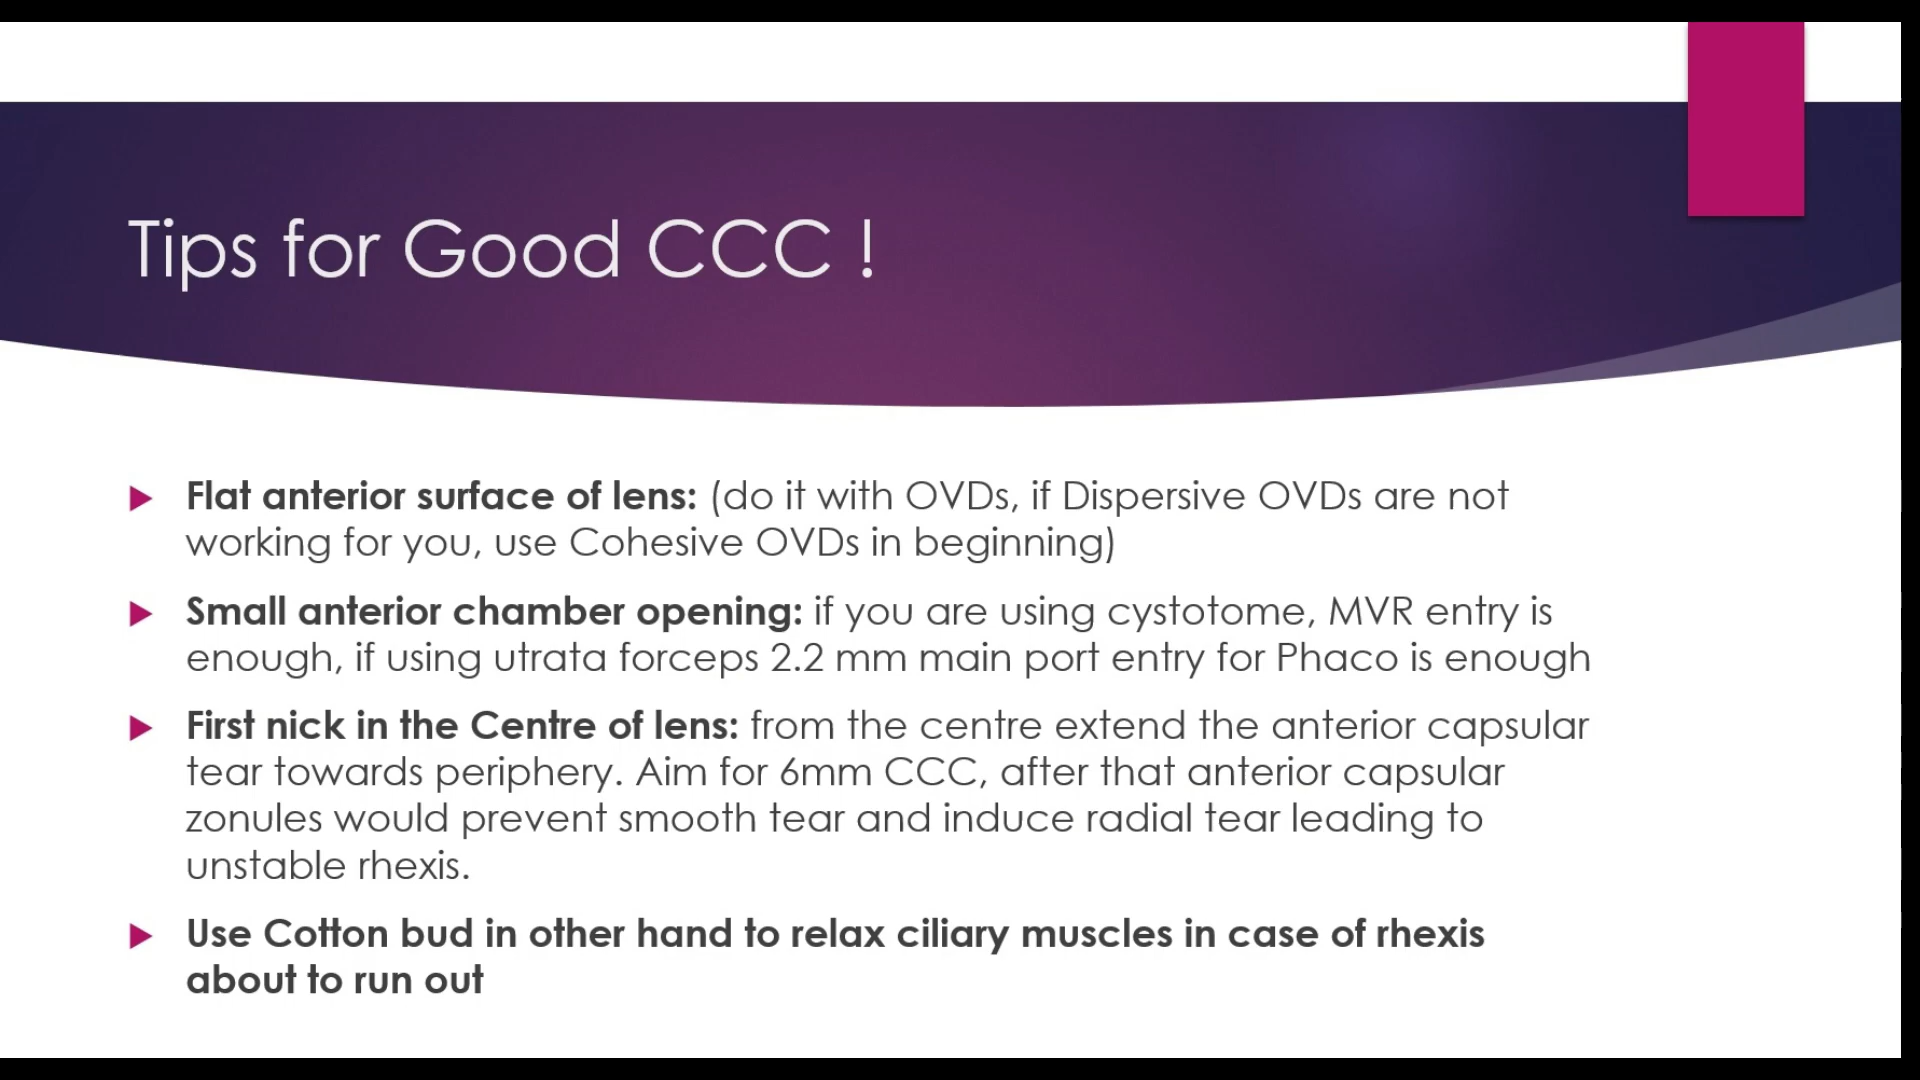 Tips for Good CCC !
Flat anterior surface of lens: (do it with OVDs, if Dispersive OVDs are not
working for you, use Cohesive OVDs in beginning)
Small anterior chamber opening: if you are using cystotome, MVR entry is
enough, if using utrata forceps 2.2 mm main port entry for Phaco is enough
First nick in the Centre of lens: from the centre extend the anterior capsular
tear towards periphery. Aim for 6mm CCC, after that anterior capsular
zonules would prevent smooth tear and induce radial tear leading to
unstable rhexis.
Use Cotton bud in other hand to relax ciliary muscles in case of rhexis
about to run out